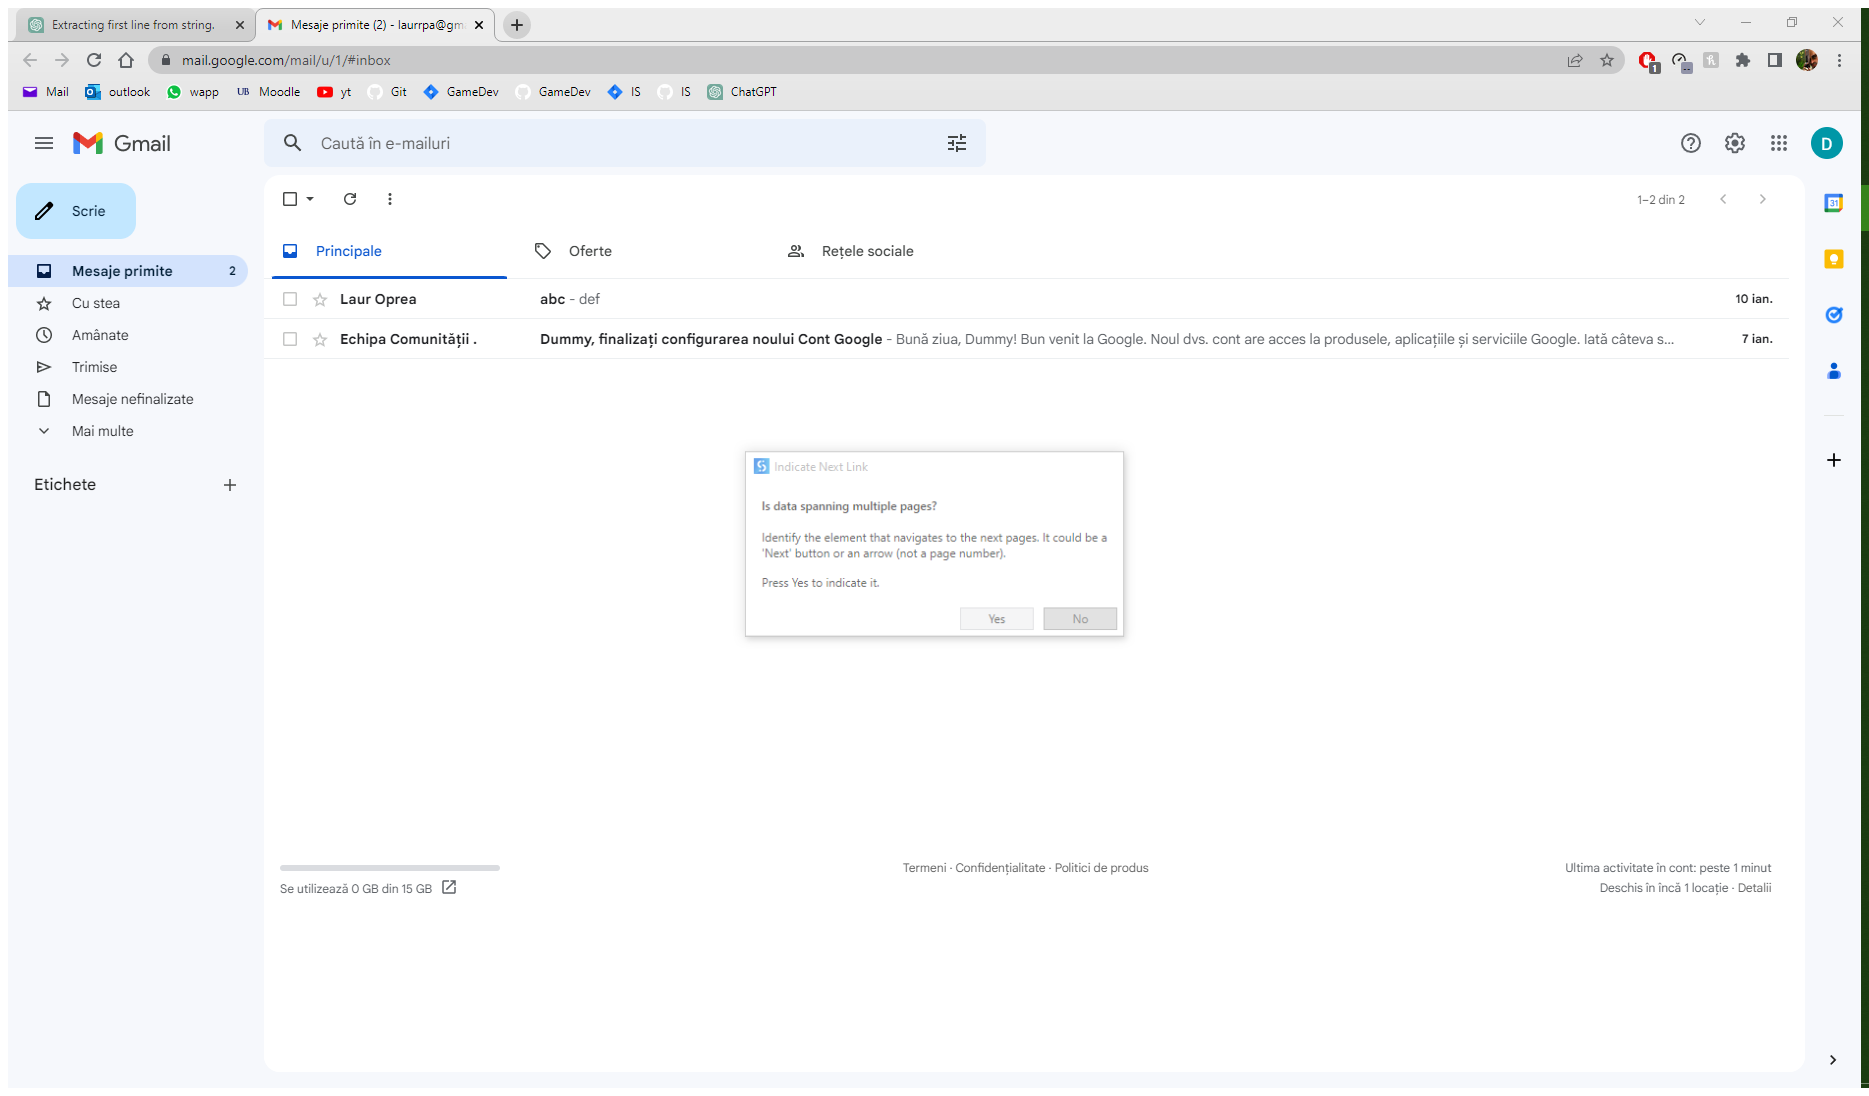 Extracting first line from string.
Mesaje primite (2) - laurrpa@gm
mail.google.com/mail/u/1/#inbox
1
Mail outlook wapp UB Moodle yt Git GameDev GameDev IS IS ChatGPT
Gmail
Caută în e-mailuri
D
Scrie
1–2 din 2
31
Principale Oferte Rețele sociale
Mesaje primite 2
Cu stea
Amânate
Trimise
Mesaje nefinalizate
Mai multe
Etichete
Laur Oprea abc - def 10 ian.
Echipa Comunității . Dummy, finalizați configurarea noului Cont Google - Bună ziua, Dummy! Bun venit la Google. Noul dvs. cont are acces la produsele, aplicațiile și serviciile Google. Iată câteva s... 7 ian.
Indicate Next Link
Is data spanning multiple pages?
Identify the element that navigates to the next pages. It could be a
'Next' button or an arrow (not a page number).
Press Yes to indicate it.
Yes No
Se utilizează 0 GB din 15 GB
Termeni · Confidențialitate · Politici de produs
Ultima activitate în cont: peste 1 minut
Deschis în încă 1 locație · Detalii